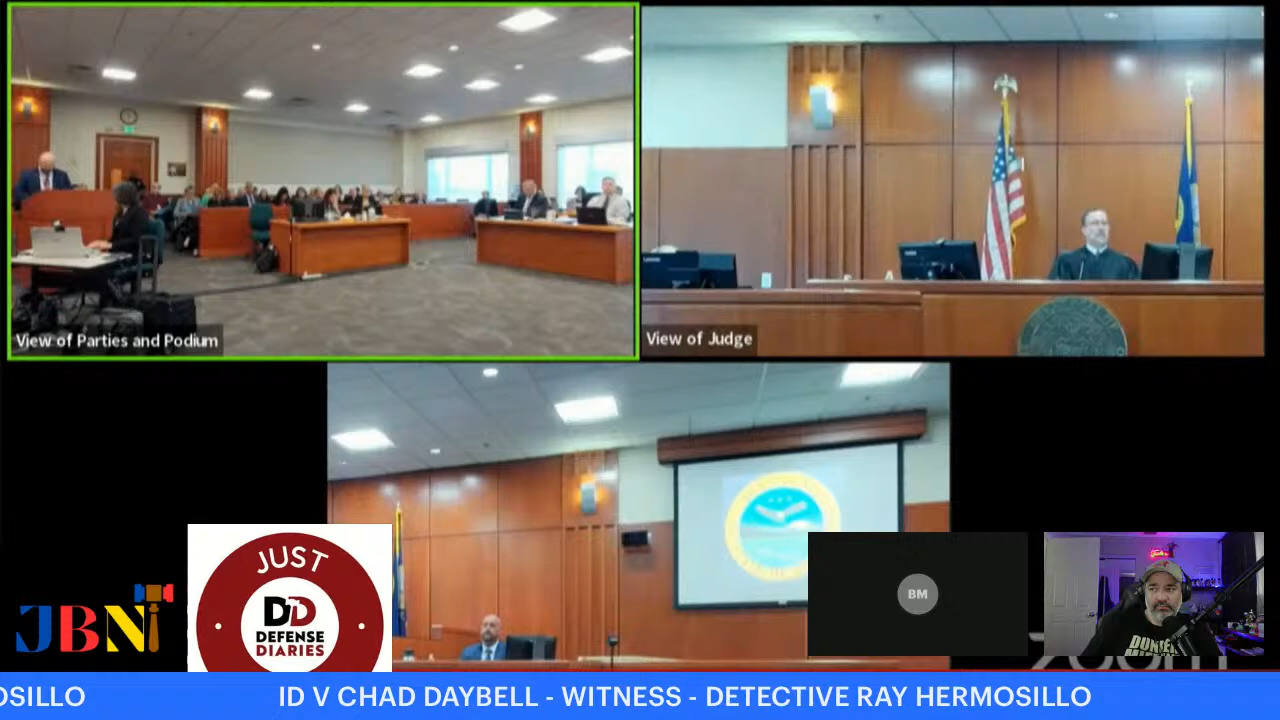 View of Parties and Podium
View of Judge
JBN
JUST
DD
DEFENSE
DIARIES
BM
OSILLO ID V CHAD DAYBELL - WITNESS - DETECTIVE RAY HERMOSILLO